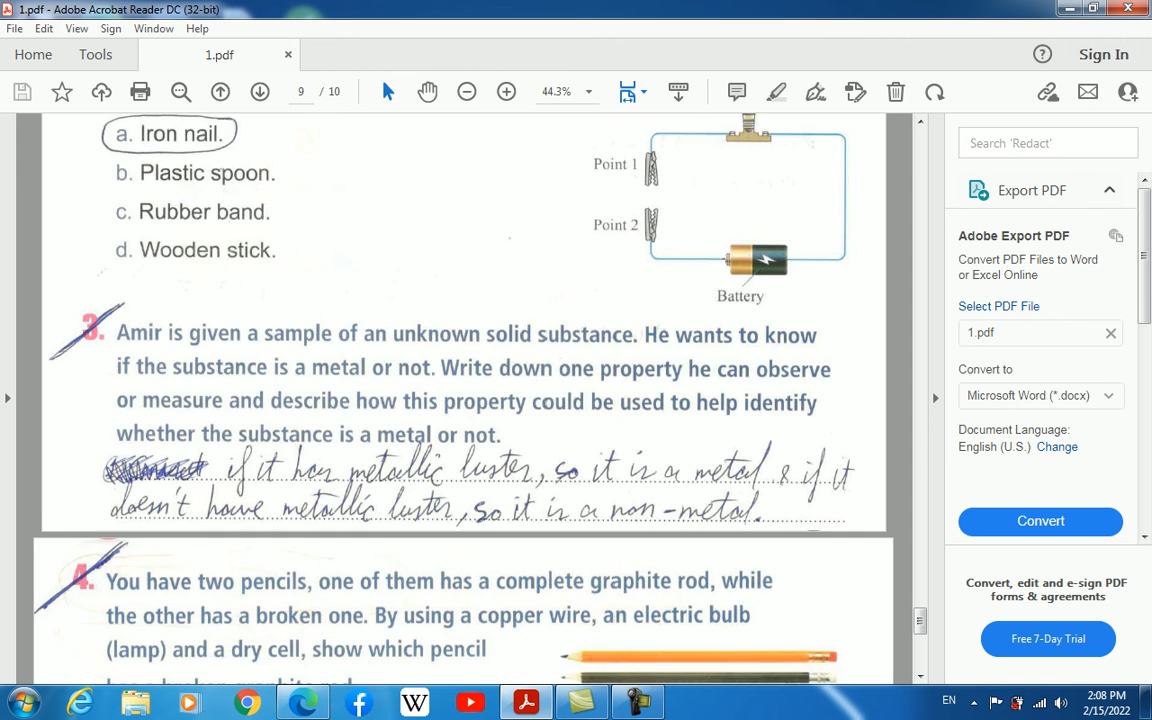 1.pdf - Adobe Acrobat Reader DC (32-bit)
File Edit View Sign Window Help
Home Tools 1.pdf × Sign In
9 / 10 44.3%
a. Iron nail.
b. Plastic spoon.
c. Rubber band.
d. Wooden stick.
Point 1
Point 2
Battery
3. Amir is given a sample of an unknown solid substance. He wants to know
if the substance is a metal or not. Write down one property he can observe
or measure and describe how this property could be used to help identify
whether the substance is a metal or not.
if it has metallic luster, so it is a metal & if it
doesn't have metallic luster, so it is a non-metal.
4. You have two pencils, one of them has a complete graphite rod, while
the other has a broken one. By using a copper wire, an electric bulb
(lamp) and a dry cell, show which pencil
Search 'Redact'
Export PDF
Adobe Export PDF
Convert PDF Files to Word
or Excel Online
Select PDF File
1.pdf
Convert to
Microsoft Word (*.docx)
Document Language:
English (U.S.) Change
Convert
Convert, edit and e-sign PDF
forms & agreements
Free 7-Day Trial
EN
2:08 PM
2/15/2022